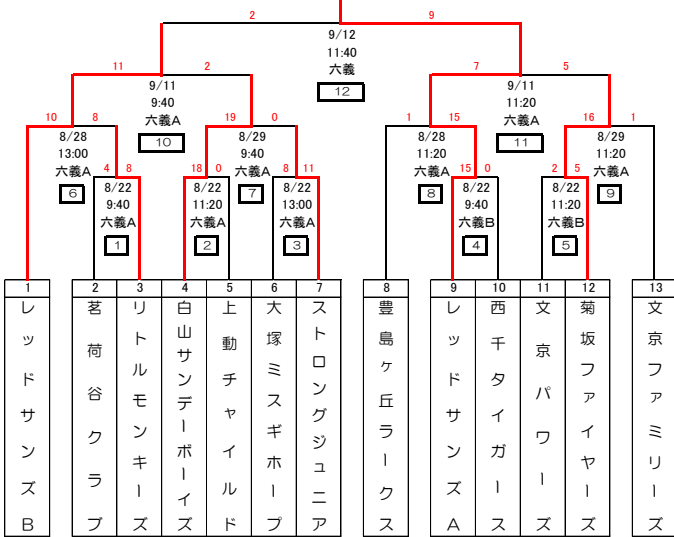 2 9
9/12
11:40
六義
12
11 2
9/11
9:40
六義A
10
7 5
9/11
11:20
六義A
11
10 8
8/28
13:00
六義A
6
19 0
8/29
9:40
六義A
7
1 15
8/28
11:20
六義A
8
16 1
8/29
11:20
六義A
9
4 8
8/22
9:40
六義A
1
18 0
8/22
11:20
六義A
2
8 11
8/22
13:00
六義A
3
15 0
8/22
9:40
六義B
4
2 5
8/22
11:20
六義B
5
1
レッドサンズB
2
茗荷谷クラブ
3
リトルモンキーズ
4
白山サンデーボーイズ
5
上動チャイルド
6
大塚ミスギホープ
7
ストロングジュニア
8
豊島ヶ丘ラークス
9
レッドサンズA
10
西千タイガース
11
文京パワーズ
12
菊坂ファイヤーズ
13
文京ファミリーズ